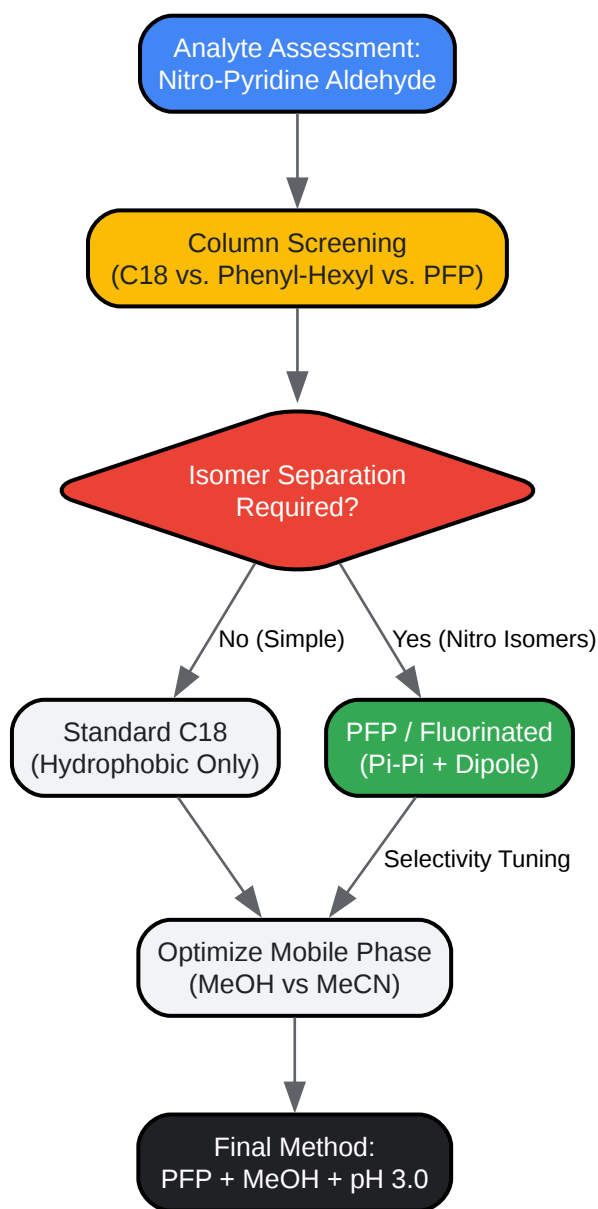 Analyte Assessment:
Nitro-Pyridine Aldehyde
Column Screening
(C18 vs. Phenyl-Hexyl vs. PFP)
Isomer Separation
Required?
No (Simple)
Yes (Nitro Isomers)
Standard C18
(Hydrophobic Only)
PFP / Fluorinated
(Pi-Pi + Dipole)
Selectivity Tuning
Optimize Mobile Phase
(MeOH vs MeCN)
Final Method:
PFP + MeOH + pH 3.0